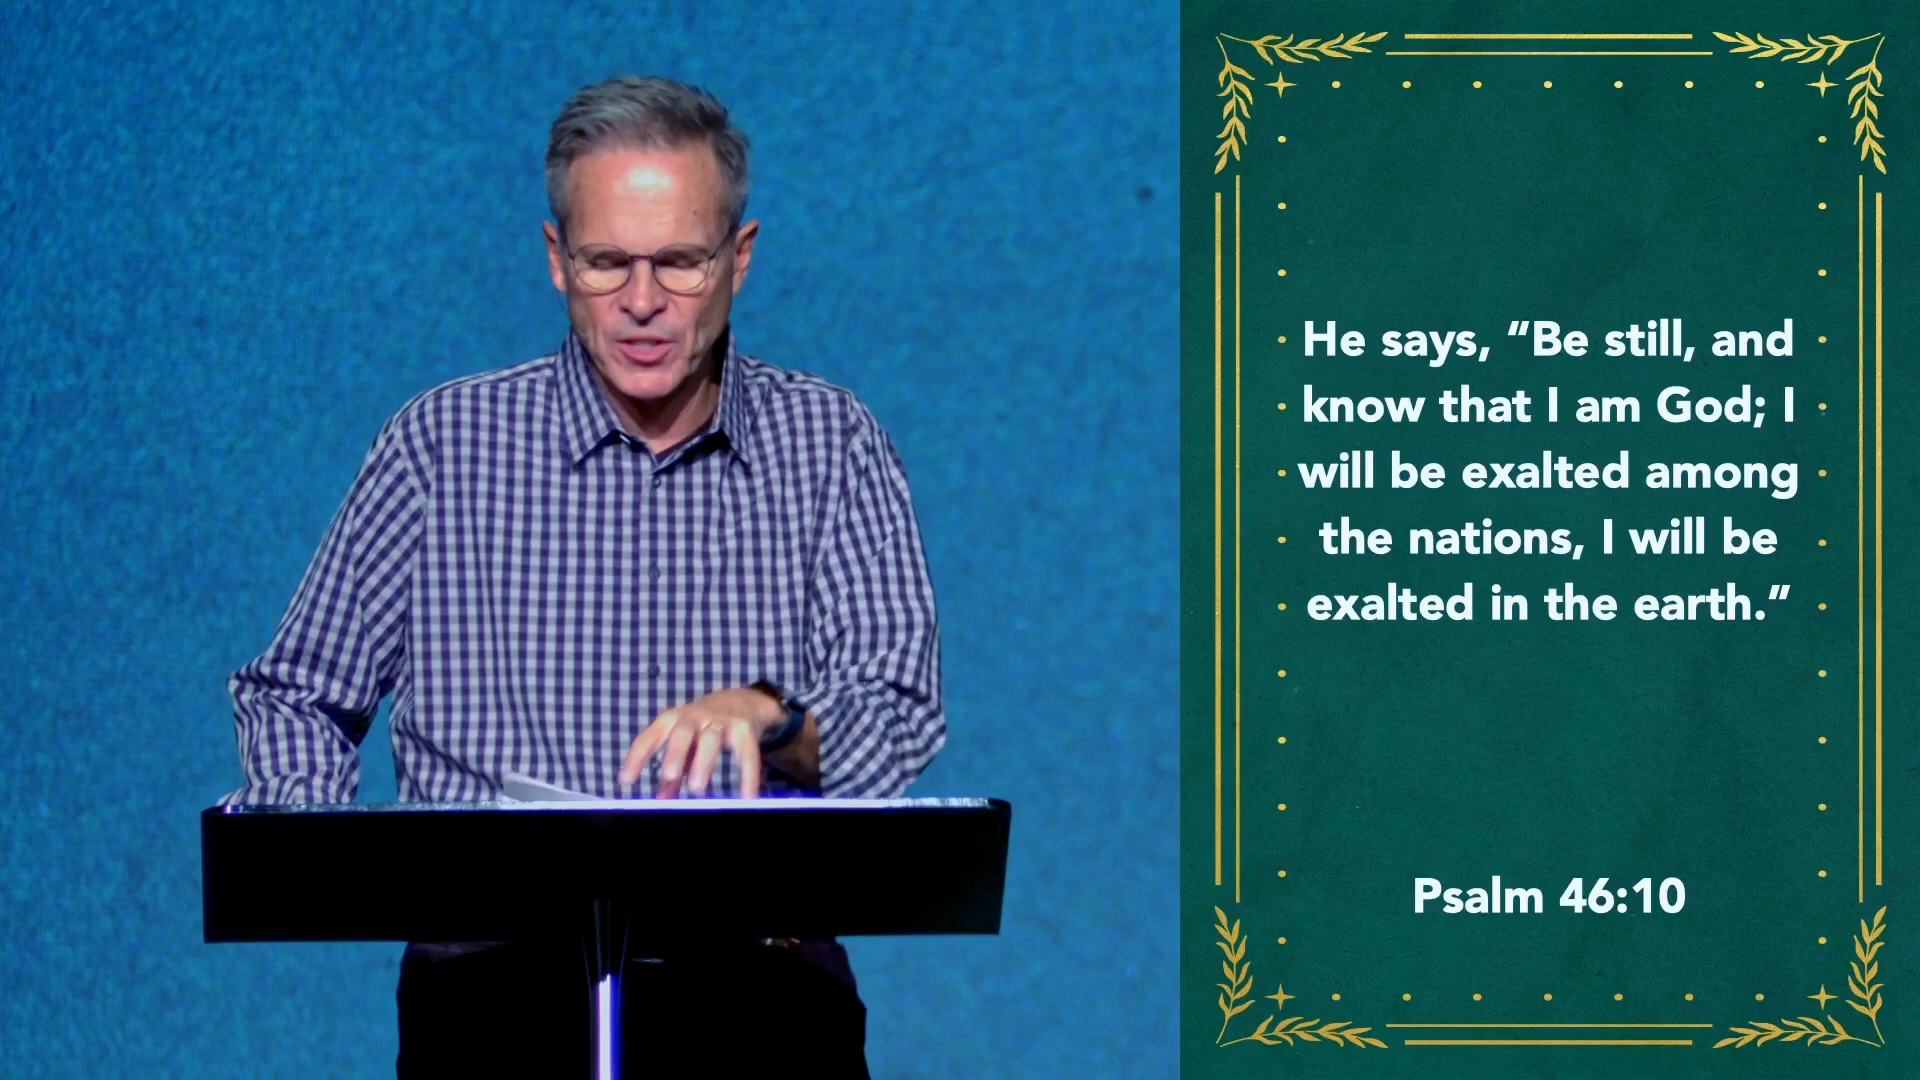 He says, “Be still, and
know that I am God; I
will be exalted among
the nations, I will be
exalted in the earth.”
Psalm 46:10